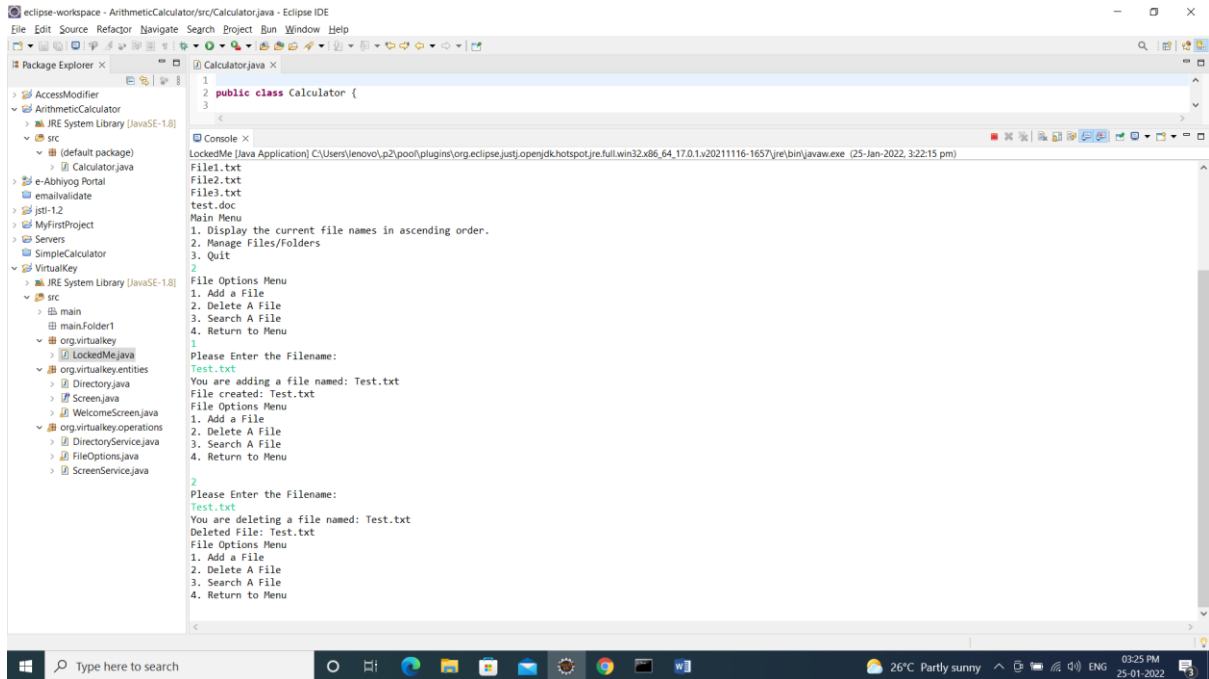 eclipse-workspace - ArithmeticCalculator/src/Calculator.java - Eclipse IDE
File Edit Source Refactor Navigate Search Project Run Window Help
Package Explorer
AccessModifier
ArithmeticCalculator
JRE System Library [JavaSE-1.8]
src
(default package)
Calculator.java
e-Abhiyog Portal
emailvalidate
jstl-1.2
MyFirstProject
Servers
SimpleCalculator
VirtualKey
JRE System Library [JavaSE-1.8]
src
main
main.Folder1
org.virtualkey
LockedMe.java
org.virtualkey.entities
Directory.java
Screen.java
WelcomeScreen.java
org.virtualkey.operations
DirectoryService.java
FileOptions.java
ScreenService.java
Calculator.java
1
2 public class Calculator {
3
Console
LockedMe [Java Application] C:\Users\lenovo\.p2\pool\plugins\org.eclipse.justj.openjdk.hotspot.jre.full.win32.x86_64_17.0.1.v20211116-1657\jre\bin\javaw.exe (25-Jan-2022, 3:22:15 pm)
File1.txt
File2.txt
File3.txt
test.doc
Main Menu
1. Display the current file names in ascending order.
2. Manage Files/Folders
3. Quit
2
File Options Menu
1. Add a File
2. Delete A File
3. Search A File
4. Return to Menu
1
Please Enter the Filename:
Test.txt
You are adding a file named: Test.txt
File created: Test.txt
File Options Menu
1. Add a File
2. Delete A File
3. Search A File
4. Return to Menu
2
Please Enter the Filename:
Test.txt
You are deleting a file named: Test.txt
Deleted File: Test.txt
File Options Menu
1. Add a File
2. Delete A File
3. Search A File
4. Return to Menu
Type here to search
26°C Partly sunny
ENG
03:25 PM
25-01-2022
3